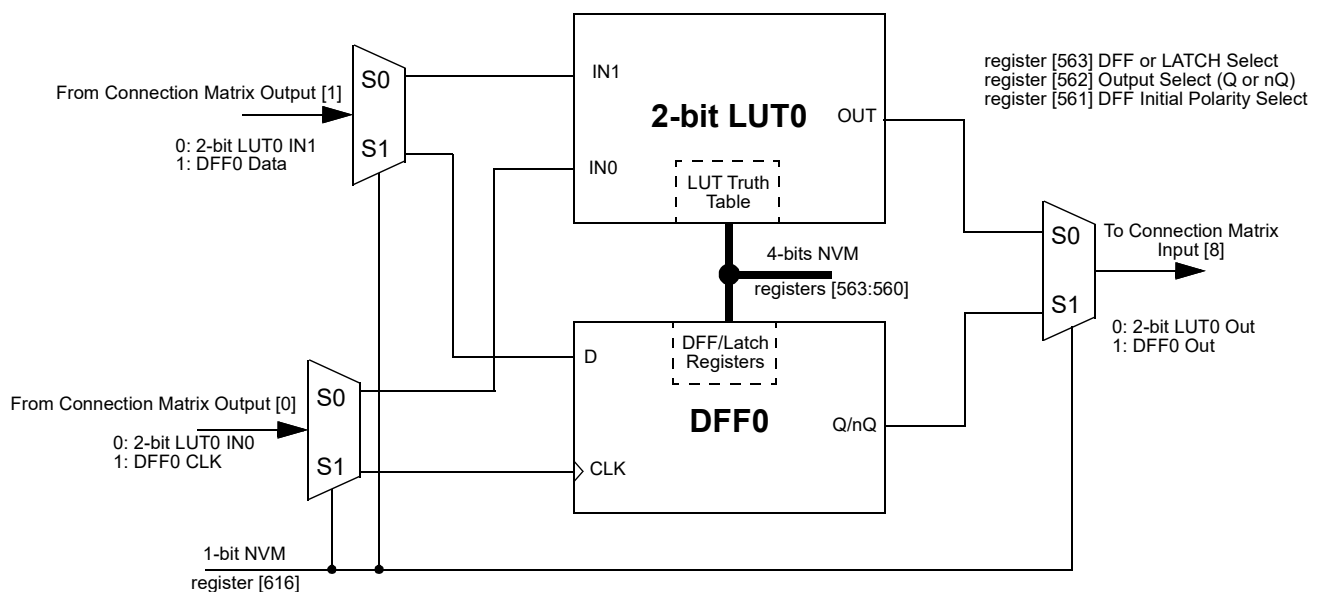 register [563] DFF or LATCH Select
register [562] Output Select (Q or nQ)
register [561] DFF Initial Polarity Select
From Connection Matrix Output [1]
0: 2-bit LUT0 IN1
1: DFF0 Data
S0
S1
IN1
2-bit LUT0
OUT
IN0
LUT Truth
Table
4-bits NVM
registers [563:560]
S0
S1
To Connection Matrix
Input [8]
0: 2-bit LUT0 Out
1: DFF0 Out
DFF/Latch
Registers
D
DFF0
Q/nQ
CLK
From Connection Matrix Output [0]
0: 2-bit LUT0 IN0
1: DFF0 CLK
S0
S1
1-bit NVM
register [616]